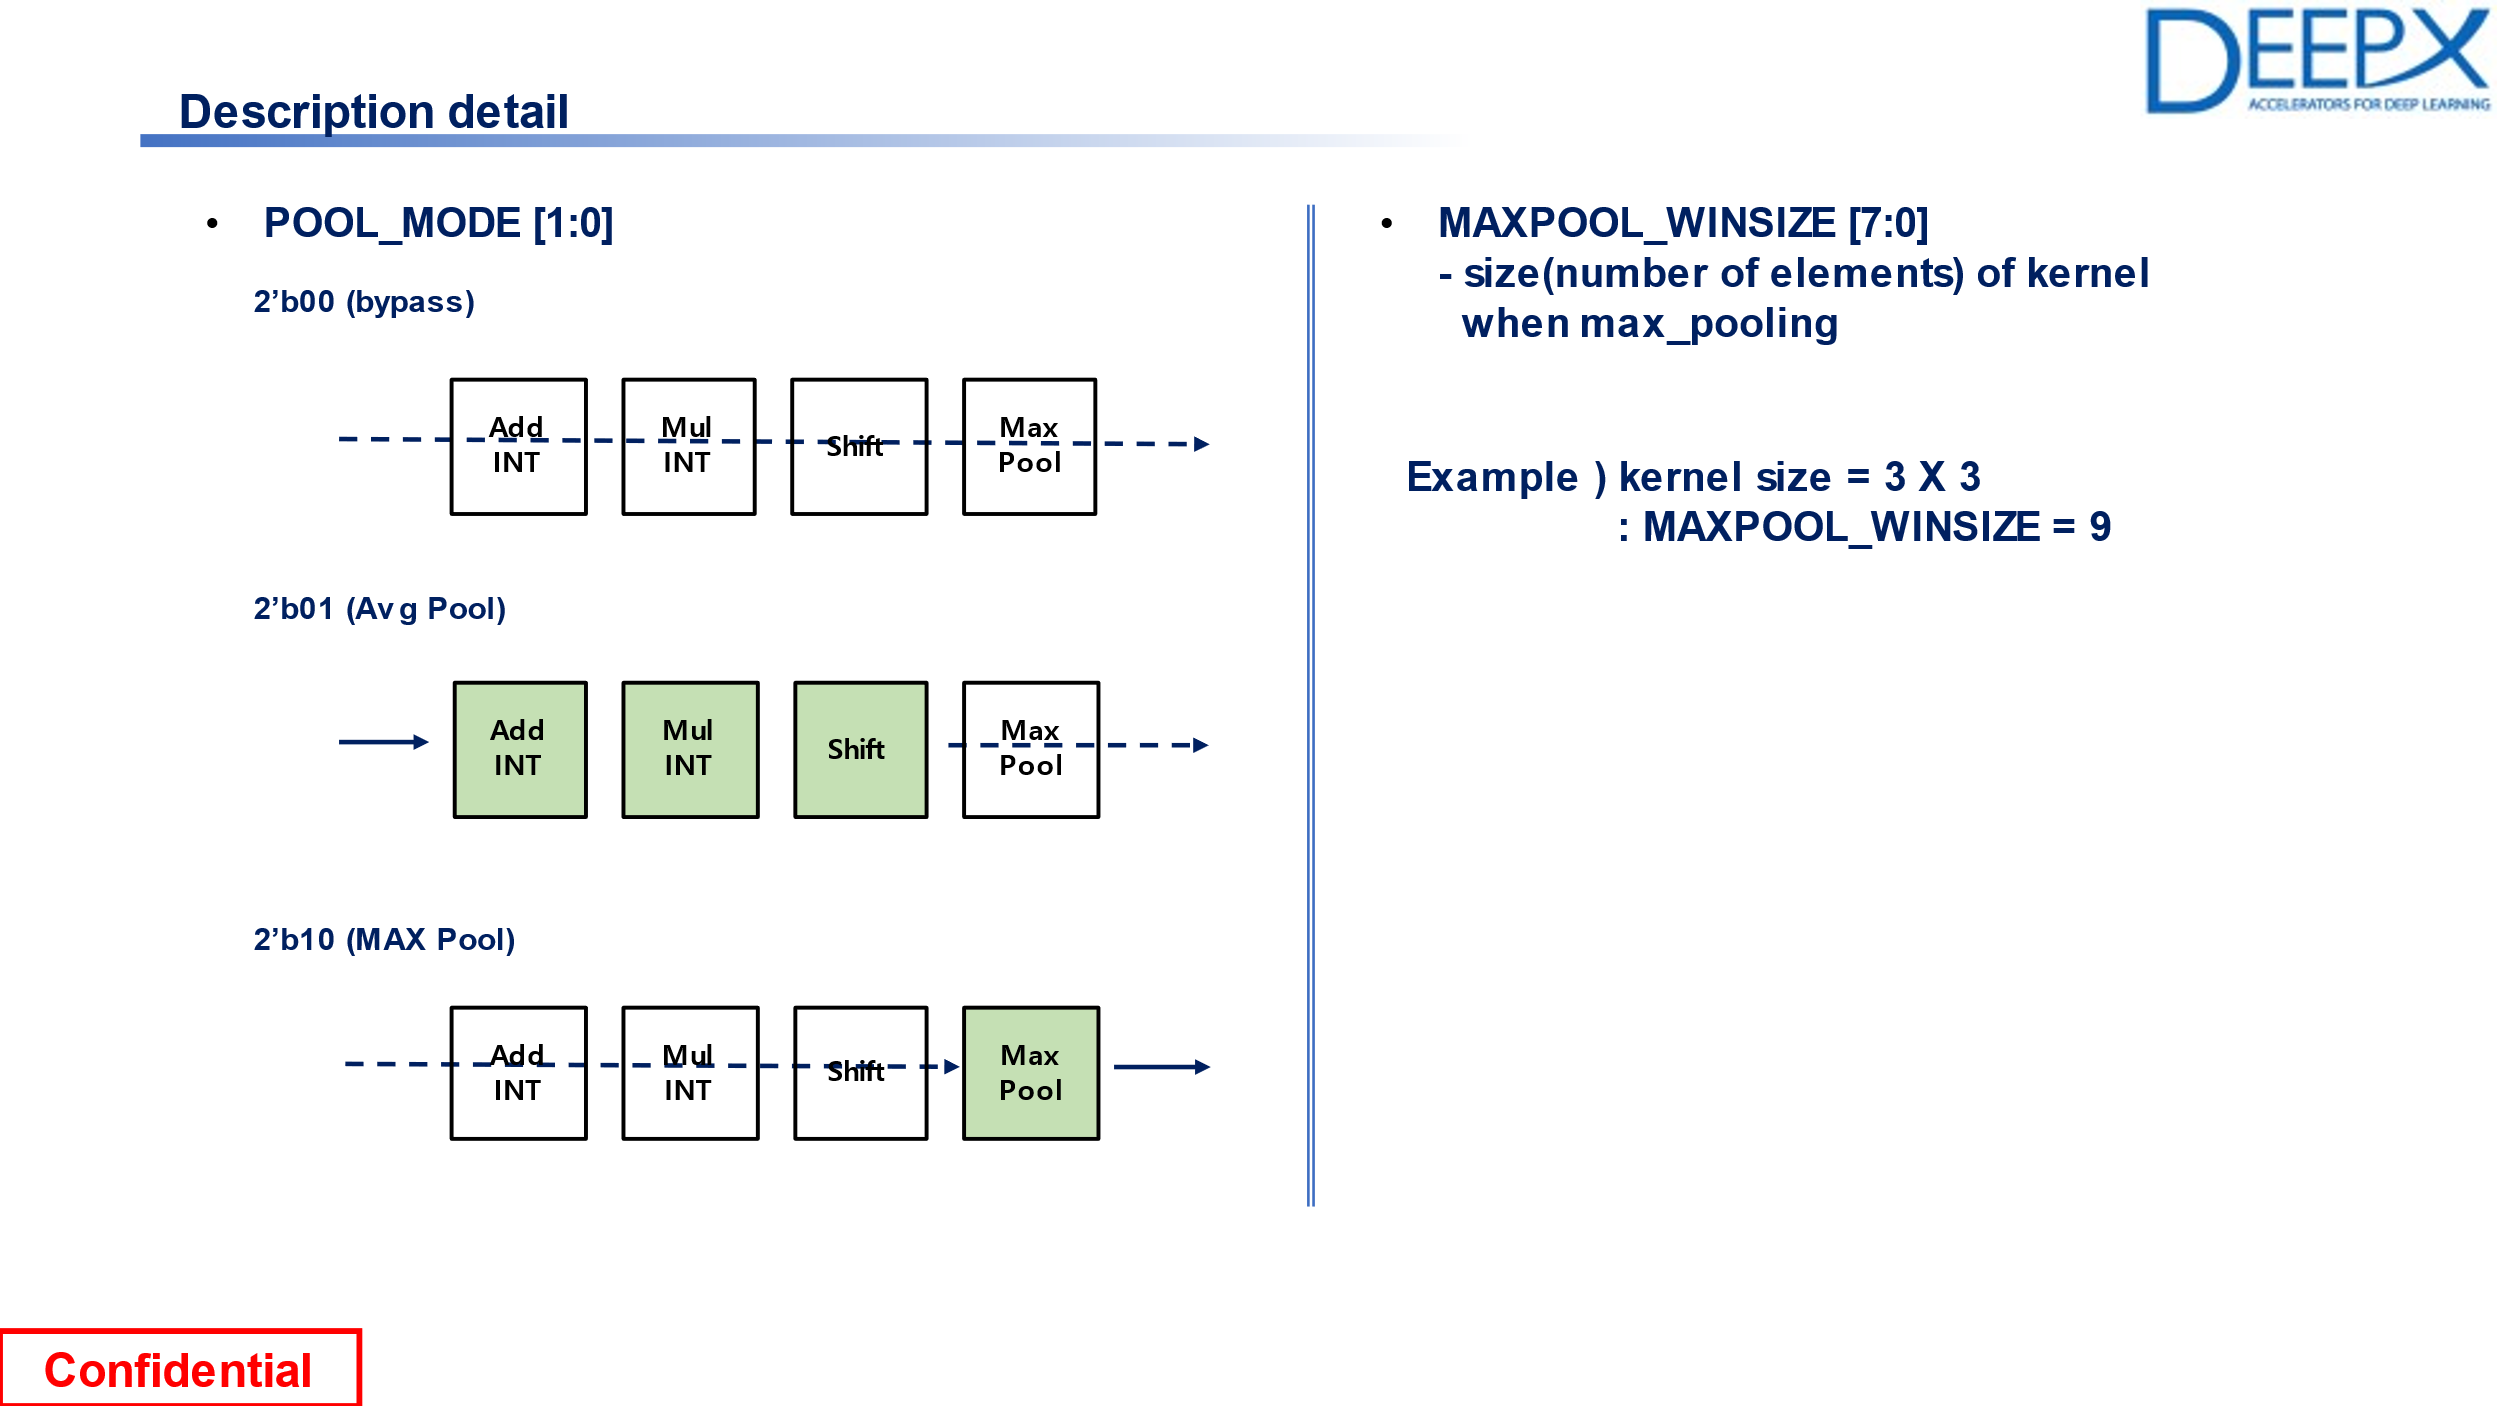 DEEPX
ACCELERATORS FOR DEEP LEARNING
Description detail
• POOL_MODE [1:0]
2’b00 (bypass)
Add
INT
Mul
INT
Shift
Max
Pool
2’b01 (Avg Pool)
Add
INT
Mul
INT
Shift
Max
Pool
2’b10 (MAX Pool)
Add
INT
Mul
INT
Shift
Max
Pool
• MAXPOOL_WINSIZE [7:0]
- size(number of elements) of kernel
when max_pooling
Example ) kernel size = 3 X 3
: MAXPOOL_WINSIZE = 9
Confidential